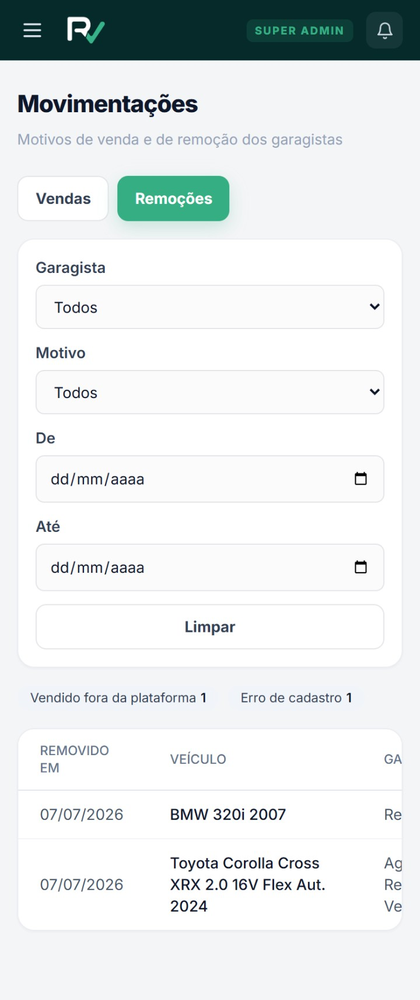 SUPER ADMIN
Movimentações
Motivos de venda e de remoção dos garagistas
Vendas
Remoções
Garagista
Todos
Motivo
Todos
De
dd/mm/aaaa
Até
dd/mm/aaaa
Limpar
Vendido fora da plataforma 1
Erro de cadastro 1
REMOVIDO
EM
VEÍCULO
GA
07/07/2026
BMW 320i 2007
Re
07/07/2026
Toyota Corolla Cross
XRX 2.0 16V Flex Aut.
2024
Ag
Re
Ve